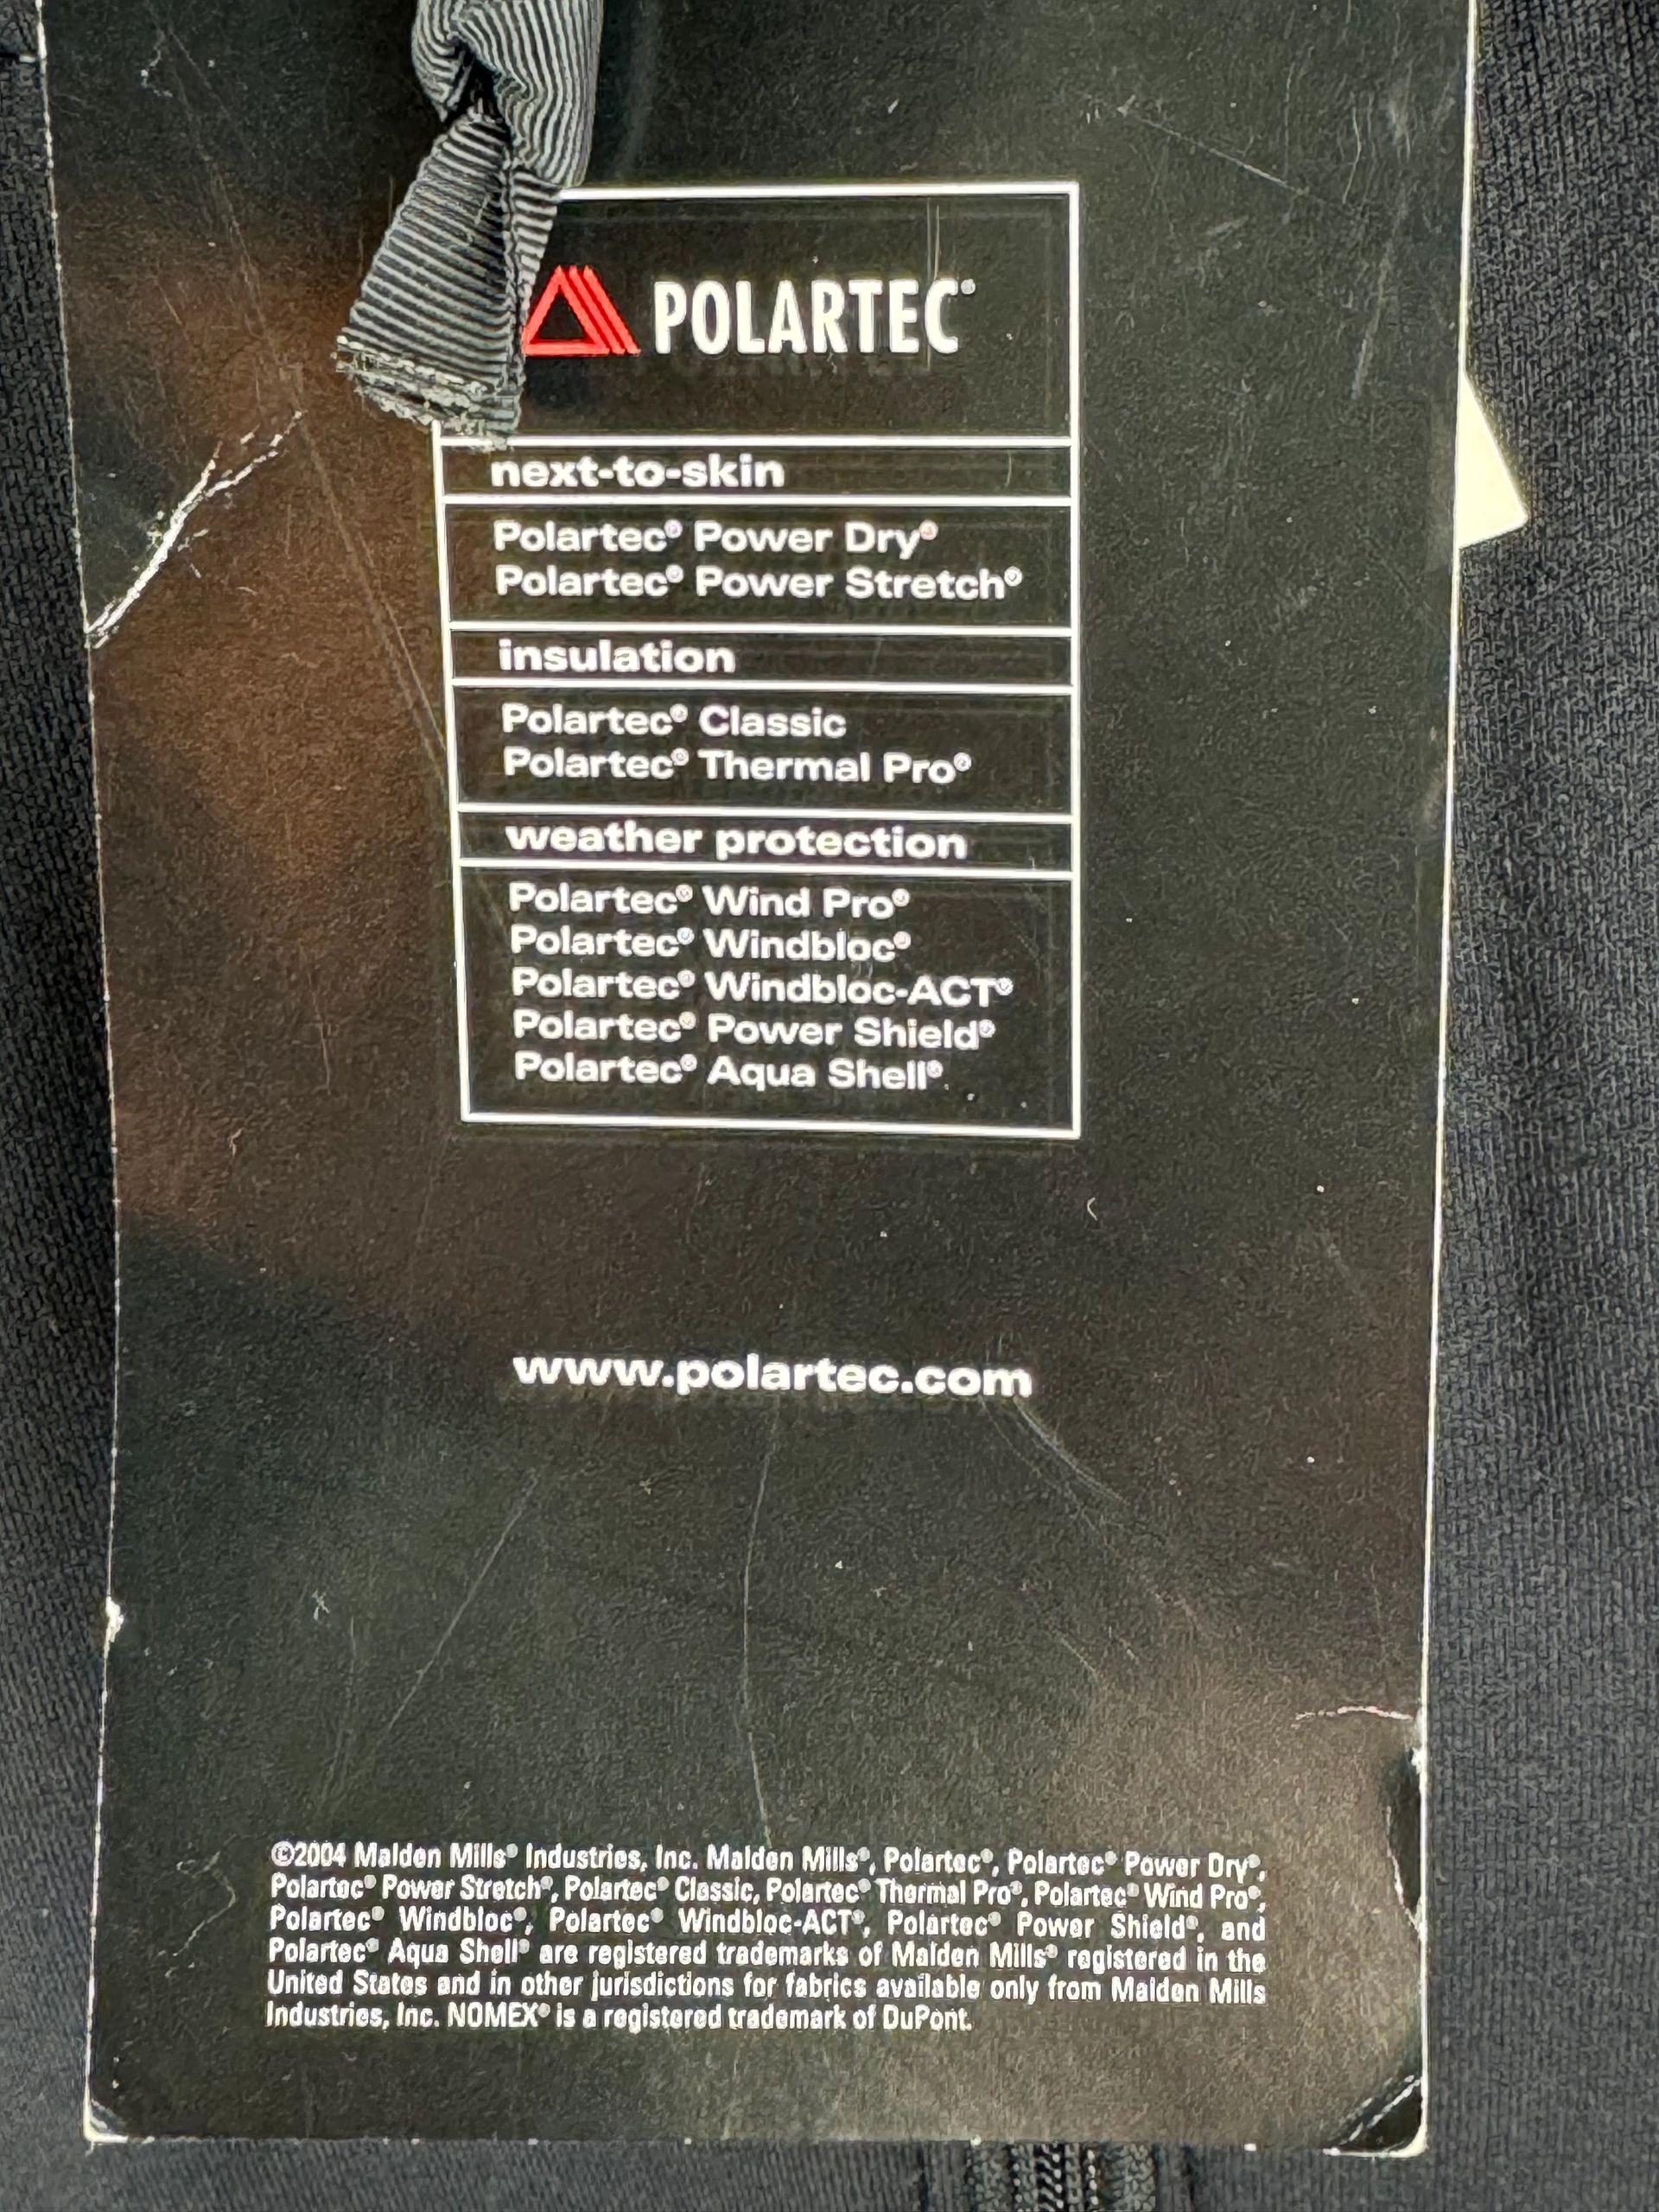 POLARTEC®
next-to-skin
Polartec® Power Dry®
Polartec® Power Stretch®
insulation
Polartec® Classic
Polartec® Thermal Pro®
weather protection
Polartec® Wind Pro®
Polartec® Windbloc®
Polartec® Windbloc-ACT®
Polartec® Power Shield®
Polartec® Aqua Shell®
www.polartec.com
©2004 Malden Mills® Industries, Inc. Malden Mills®, Polartec®, Polartec® Power Dry®,
Polartec® Power Stretch®, Polartec® Classic, Polartec® Thermal Pro®, Polartec® Wind Pro®,
Polartec® Windbloc®, Polartec® Windbloc-ACT®, Polartec® Power Shield®, and
Polartec® Aqua Shell® are registered trademarks of Malden Mills® registered in the
United States and in other jurisdictions for fabrics available only from Malden Mills
Industries, Inc. NOMEX® is a registered trademark of DuPont.